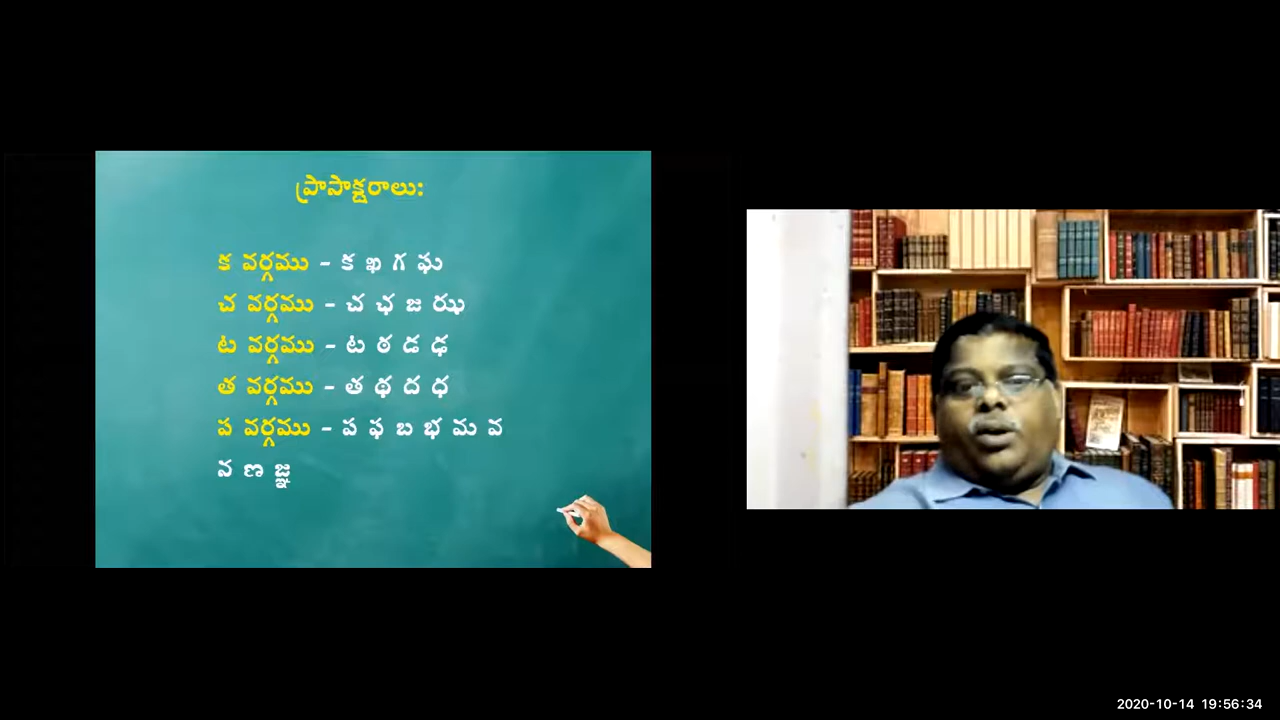 ప్రాసాక్షరాలు:
క వర్గము - క ఖ గ ఘ
చ వర్గము - చ ఛ జ ఝ
ట వర్గము - ట ఠ డ ఢ
త వర్గము - త థ ద ధ
ప వర్గము - ప ఫ బ భ మ వ
న ణ జ్ఞ
2020-10-14 19:56:34